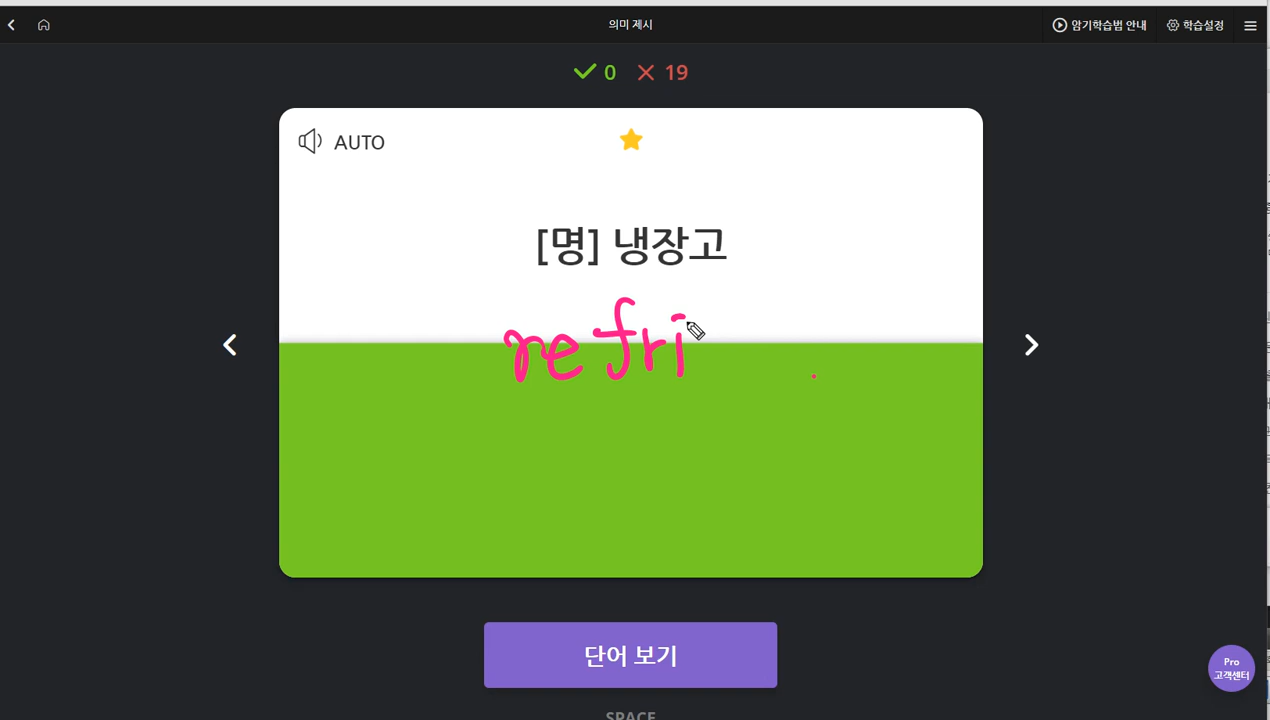 의미 제시
암기학습법 안내
학습설정
0
19
AUTO
[명] 냉장고
refri
단어 보기
SPACE
Pro
고객센터